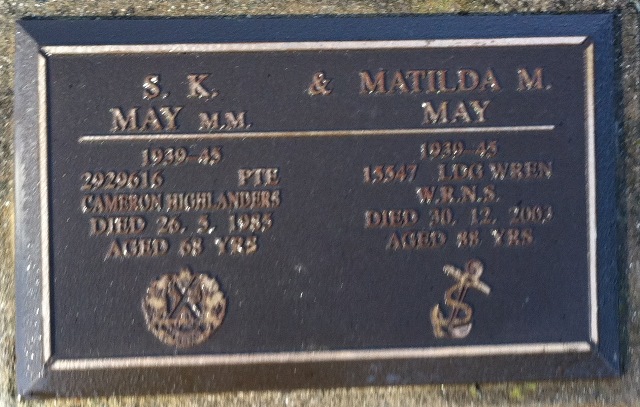 S. K. & MATILDA M.
MAY M.M. MAY
1939-45
2929616 PTE
CAMERON HIGHLANDERS
DIED 26. 5. 1985
AGED 68 YRS
1939-45
15547 LDG WREN
W.R.N.S.
DIED 30. 12. 2003
AGED 88 YRS